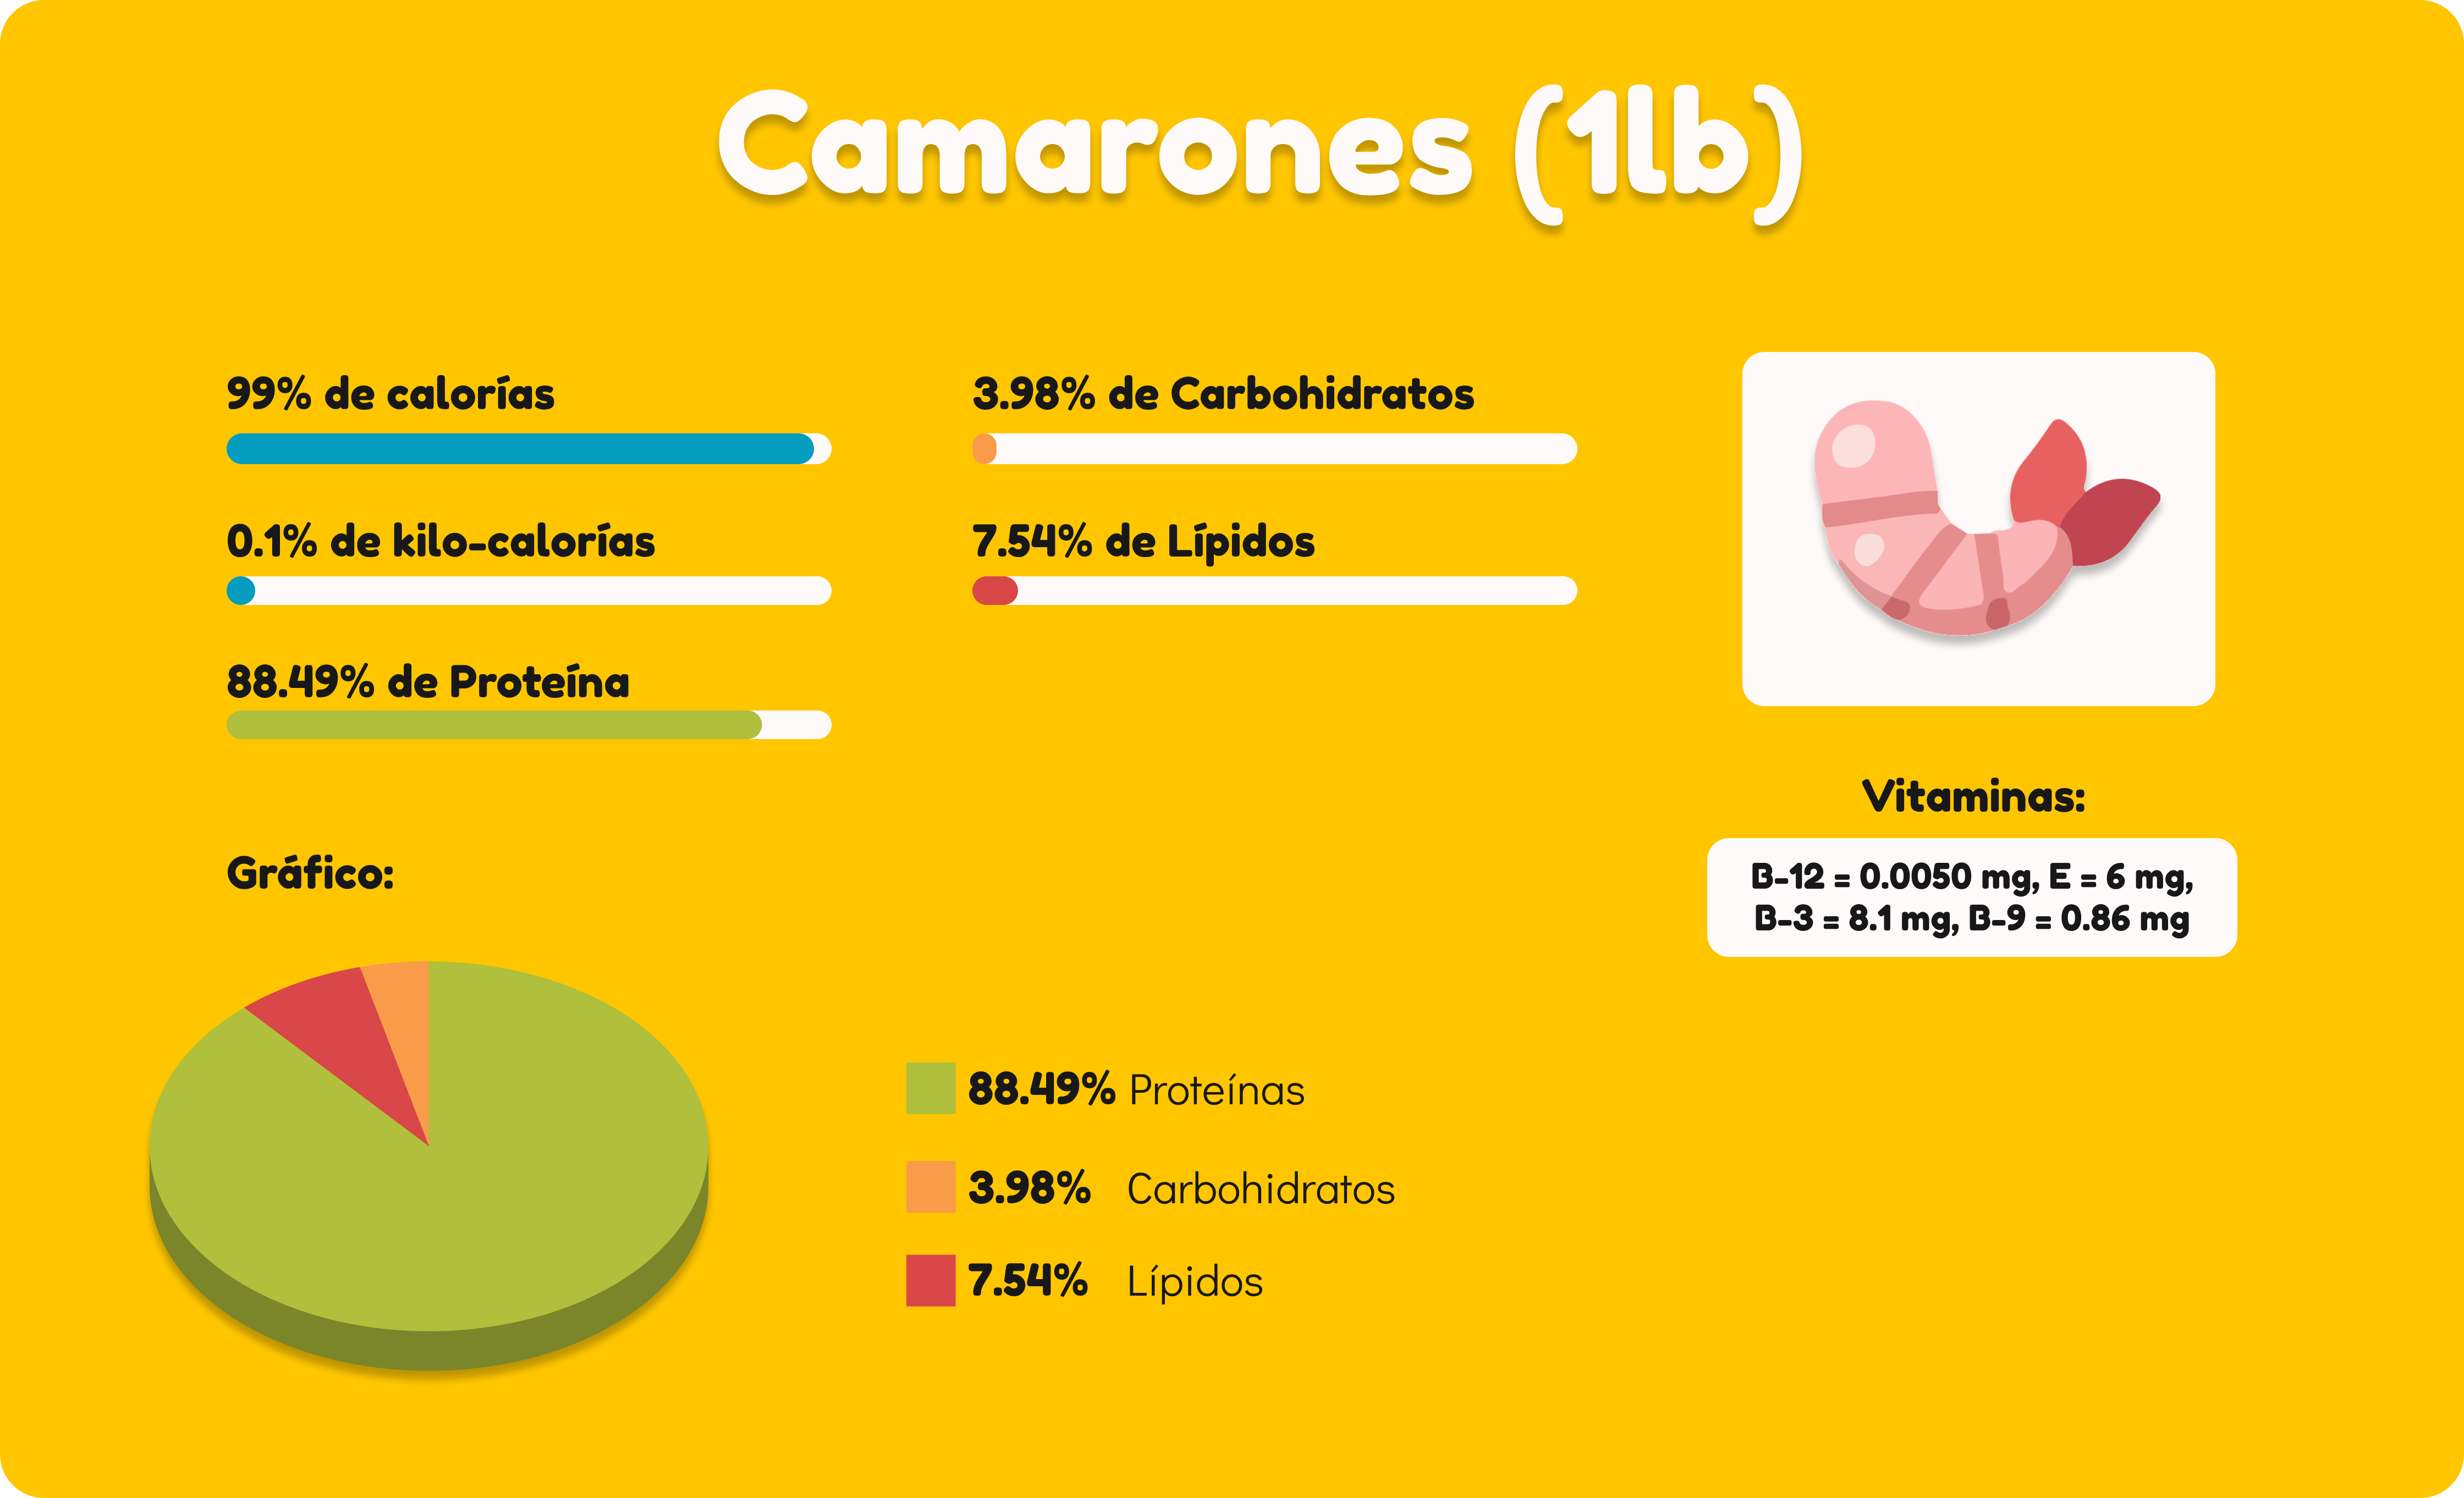 Camarones (1lb)
99% de calorías
0.1% de kilo-calorías
88.49% de Proteína
3.98% de Carbohidratos
7.54% de Lípidos
Vitaminas:
B-12 = 0.0050 mg, E = 6 mg,
B-3 = 8.1 mg, B-9 = 0.86 mg
Gráfico:
88.49% Proteínas
3.98% Carbohidratos
7.54% Lípidos